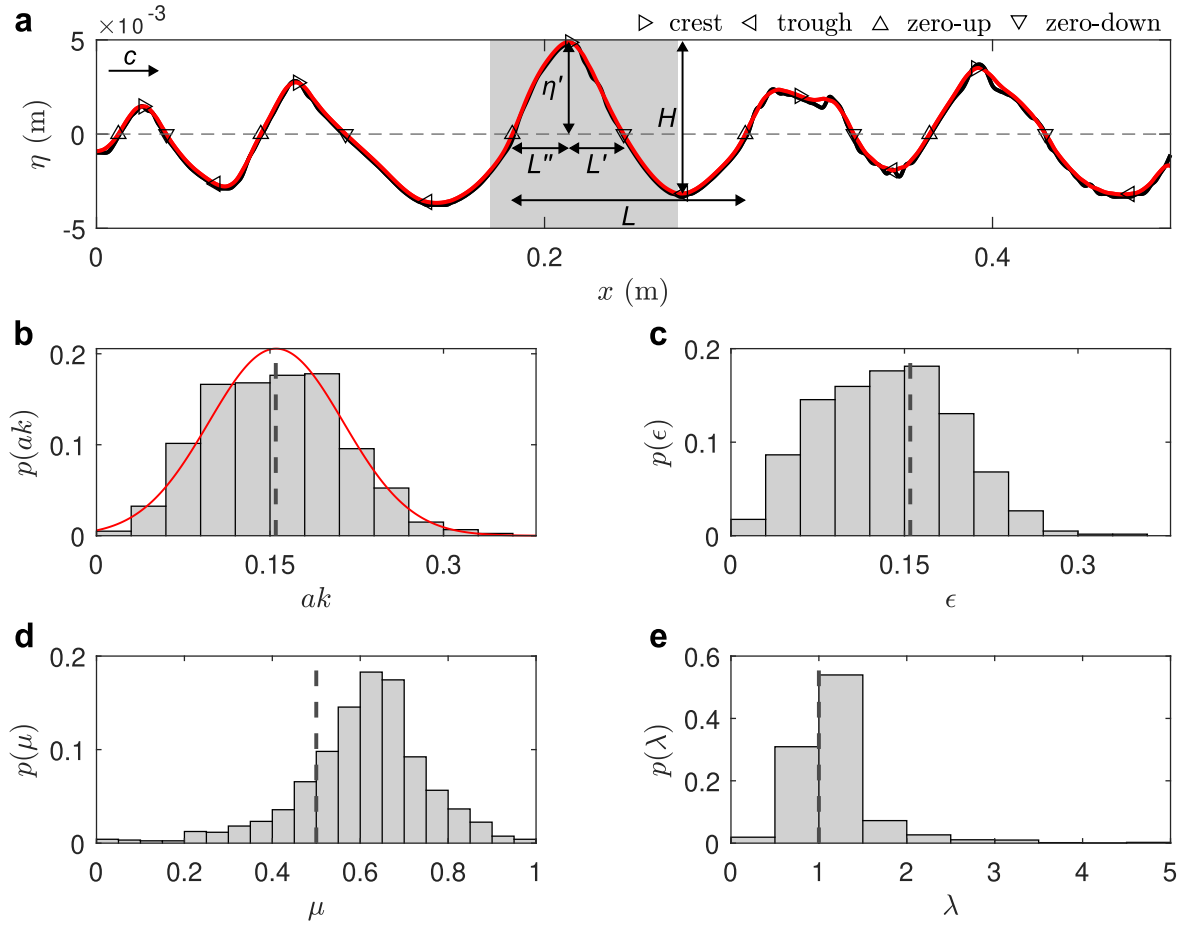 a
×10⁻³
▷ crest ◁ trough △ zero-up ▽ zero-down
5
0
-5
η (m)
c
η'
H
L''
L'
L
0 0.2 0.4
x (m)
b
0.2
0.1
0
p(ak)
0 0.15 0.3
ak
c
0.2
0.1
0
p(ϵ)
0 0.15 0.3
ϵ
d
0.2
0.1
0
p(μ)
0 0.2 0.4 0.6 0.8 1
μ
e
0.6
0.4
0.2
0
p(λ)
0 1 2 3 4 5
λ